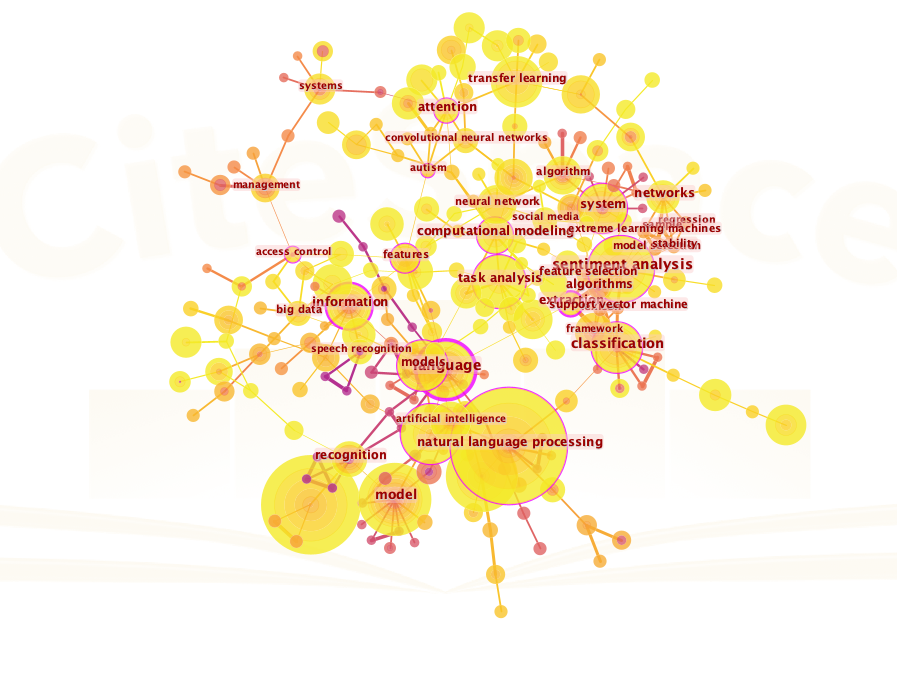 transfer learning
systems
attention
convolutional neural networks
autism
algorithm
management
networks
neural network
system
social media
regression
computational modeling
extreme learning machines
stability
access control
features
sentiment analysis
feature selection
task analysis
algorithms
information
extraction
support vector machine
big data
framework
classification
speech recognition
models
language
artificial intelligence
natural language processing
recognition
model